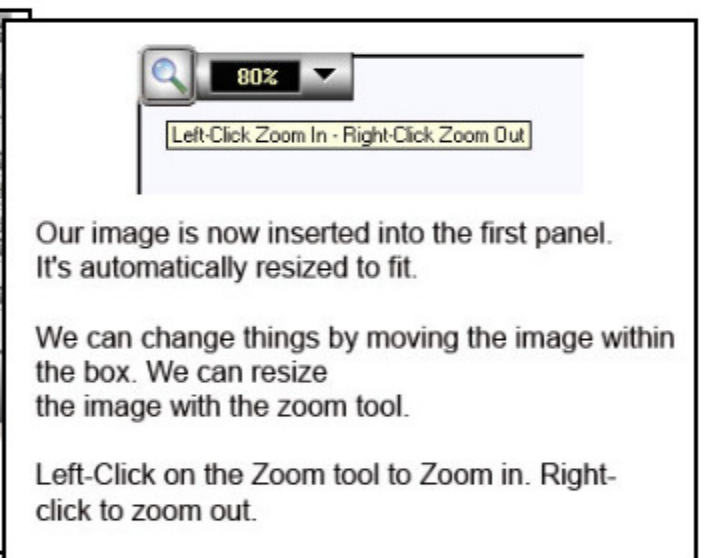 80%
Left-Click Zoom In - Right-Click Zoom Out
Our image is now inserted into the first panel.
It's automatically resized to fit.
We can change things by moving the image within
the box. We can resize
the image with the zoom tool.
Left-Click on the Zoom tool to Zoom in. Right-
click to zoom out.